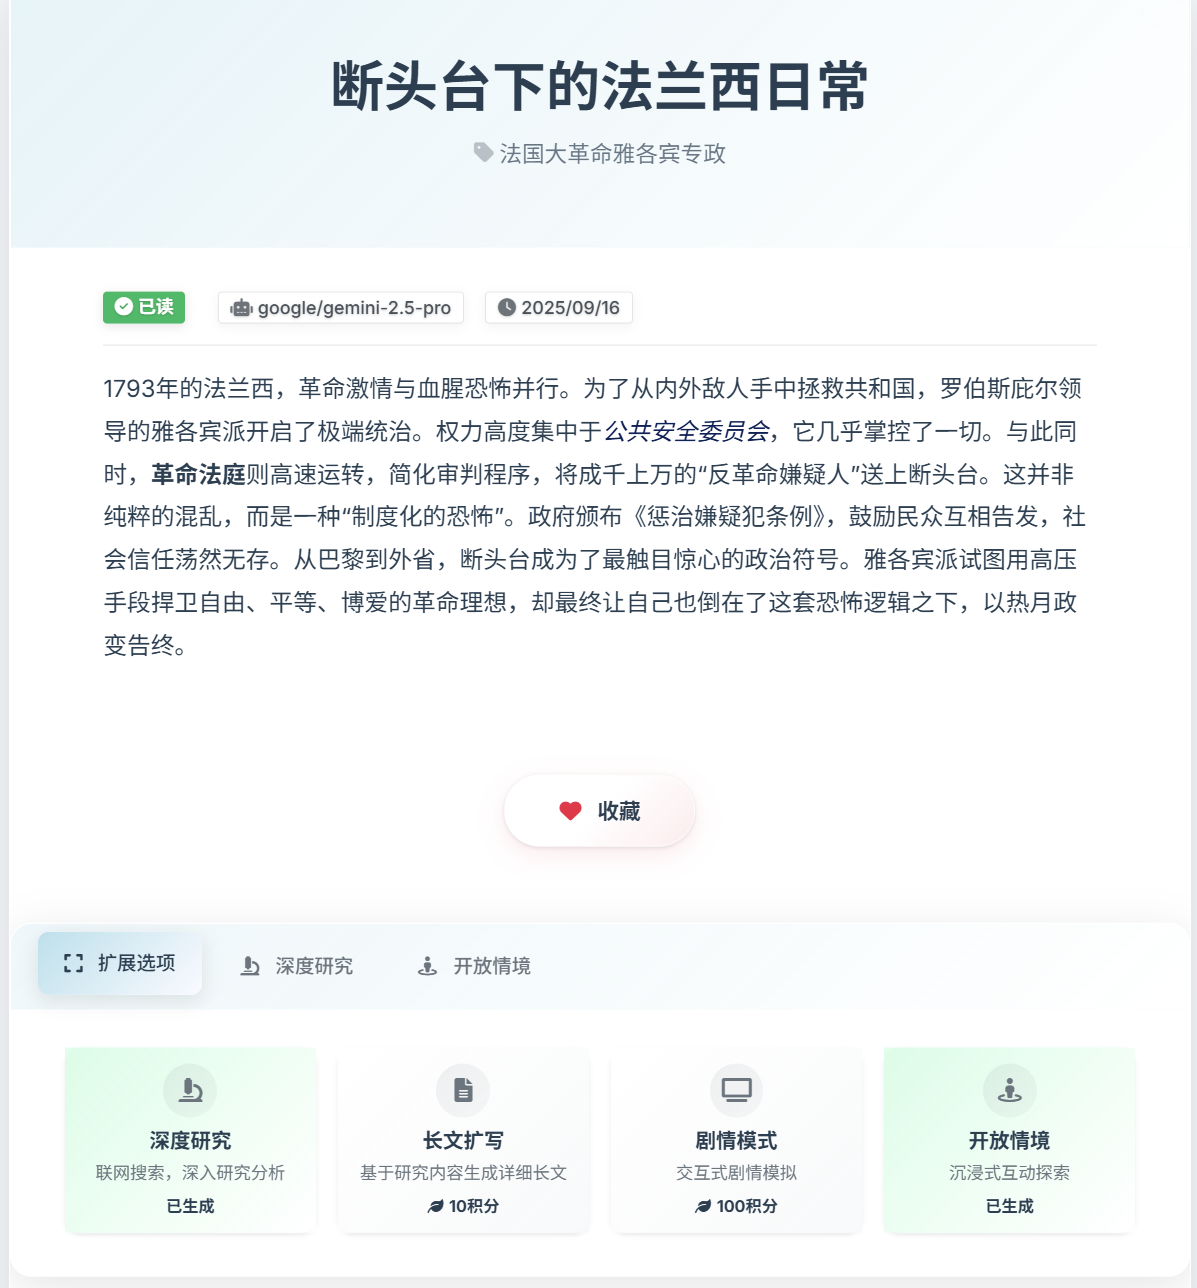 断头台下的法兰西日常
法国大革命雅各宾专政
已读
google/gemini-2.5-pro
2025/09/16
1793年的法兰西，革命激情与血腥恐怖并行。为了从内外敌人手中拯救共和国，罗伯斯庇尔领
导的雅各宾派开启了极端统治。权力高度集中于公共安全委员会，它几乎掌控了一切。与此同
时，革命法庭则高速运转，简化审判程序，将成千上万的“反革命嫌疑人”送上断头台。这并非
纯粹的混乱，而是一种“制度化的恐怖”。政府颁布《惩治嫌疑犯条例》，鼓励民众互相告发，社
会信任荡然无存。从巴黎到外省，断头台成为了最触目惊心的政治符号。雅各宾派试图用高压
手段捍卫自由、平等、博爱的革命理想，却最终让自己也倒在了这套恐怖逻辑之下，以热月政
变告终。
收藏
扩展选项
深度研究
开放情境
深度研究
联网搜索，深入研究分析
已生成
长文扩写
基于研究内容生成详细长文
10积分
剧情模式
交互式剧情模拟
100积分
开放情境
沉浸式互动探索
已生成